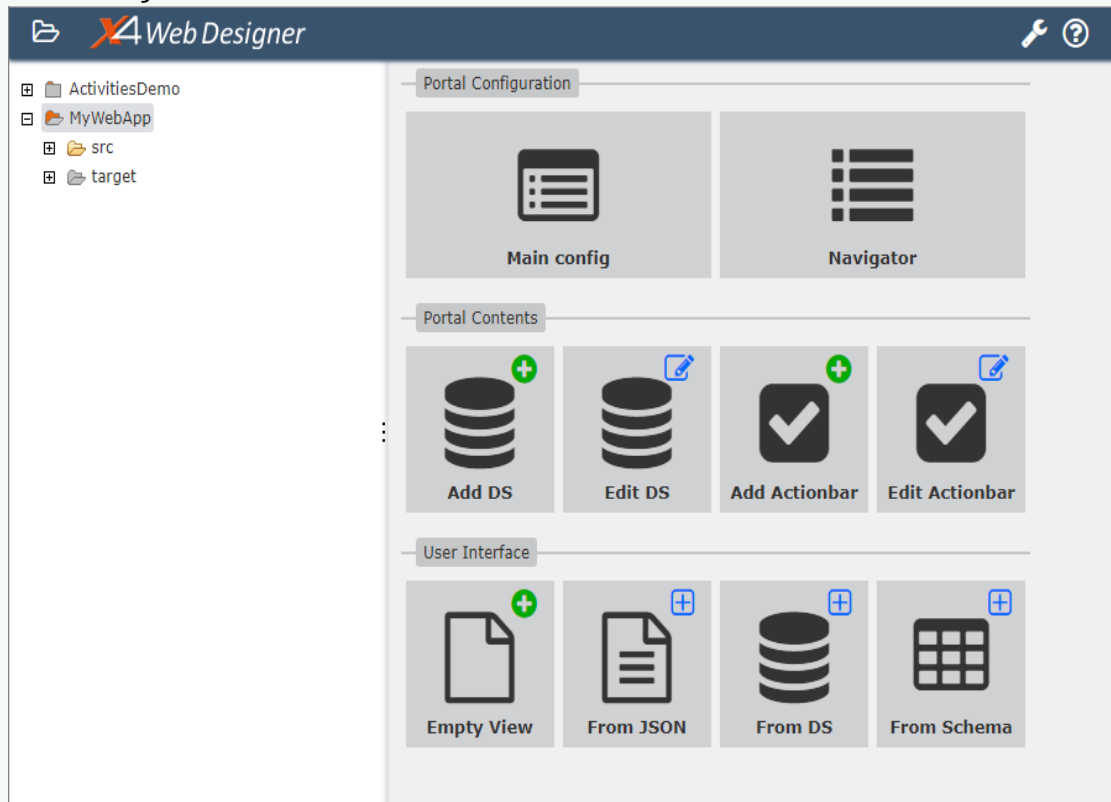 X4 Web Designer
ActivitiesDemo
MyWebApp
src
target
Portal Configuration
Main config
Navigator
Portal Contents
Add DS
Edit DS
Add Actionbar
Edit Actionbar
User Interface
Empty View
From JSON
From DS
From Schema